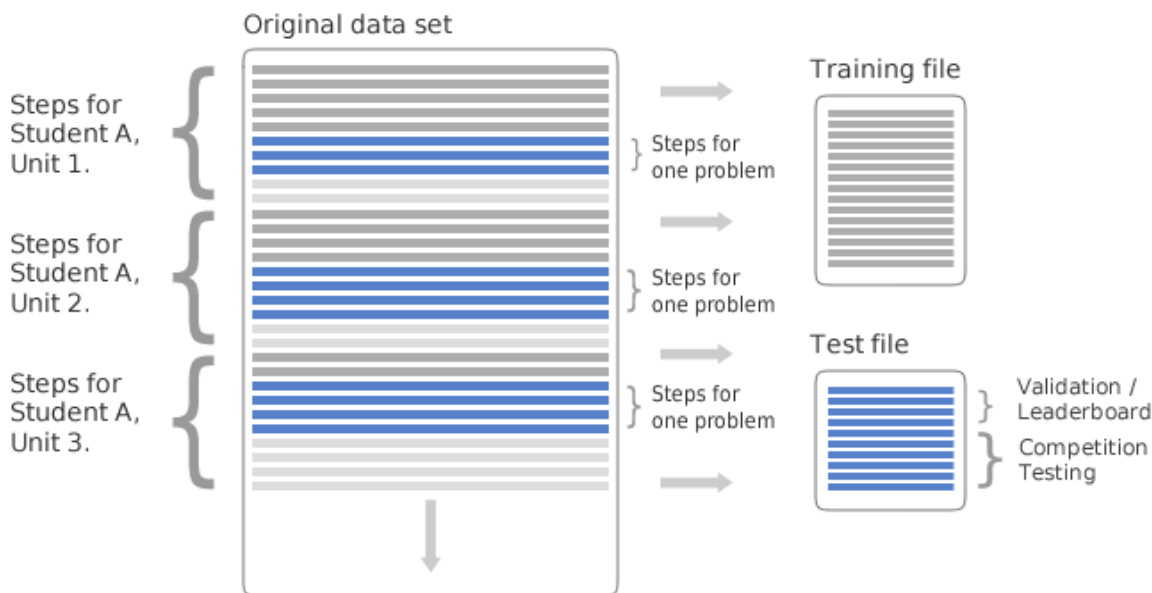 Original data set
Steps for
Student A,
Unit 1.
Steps for
one problem
Steps for
Student A,
Unit 2.
Steps for
one problem
Steps for
Student A,
Unit 3.
Steps for
one problem
Training file
Test file
Validation /
Leaderboard
Competition
Testing